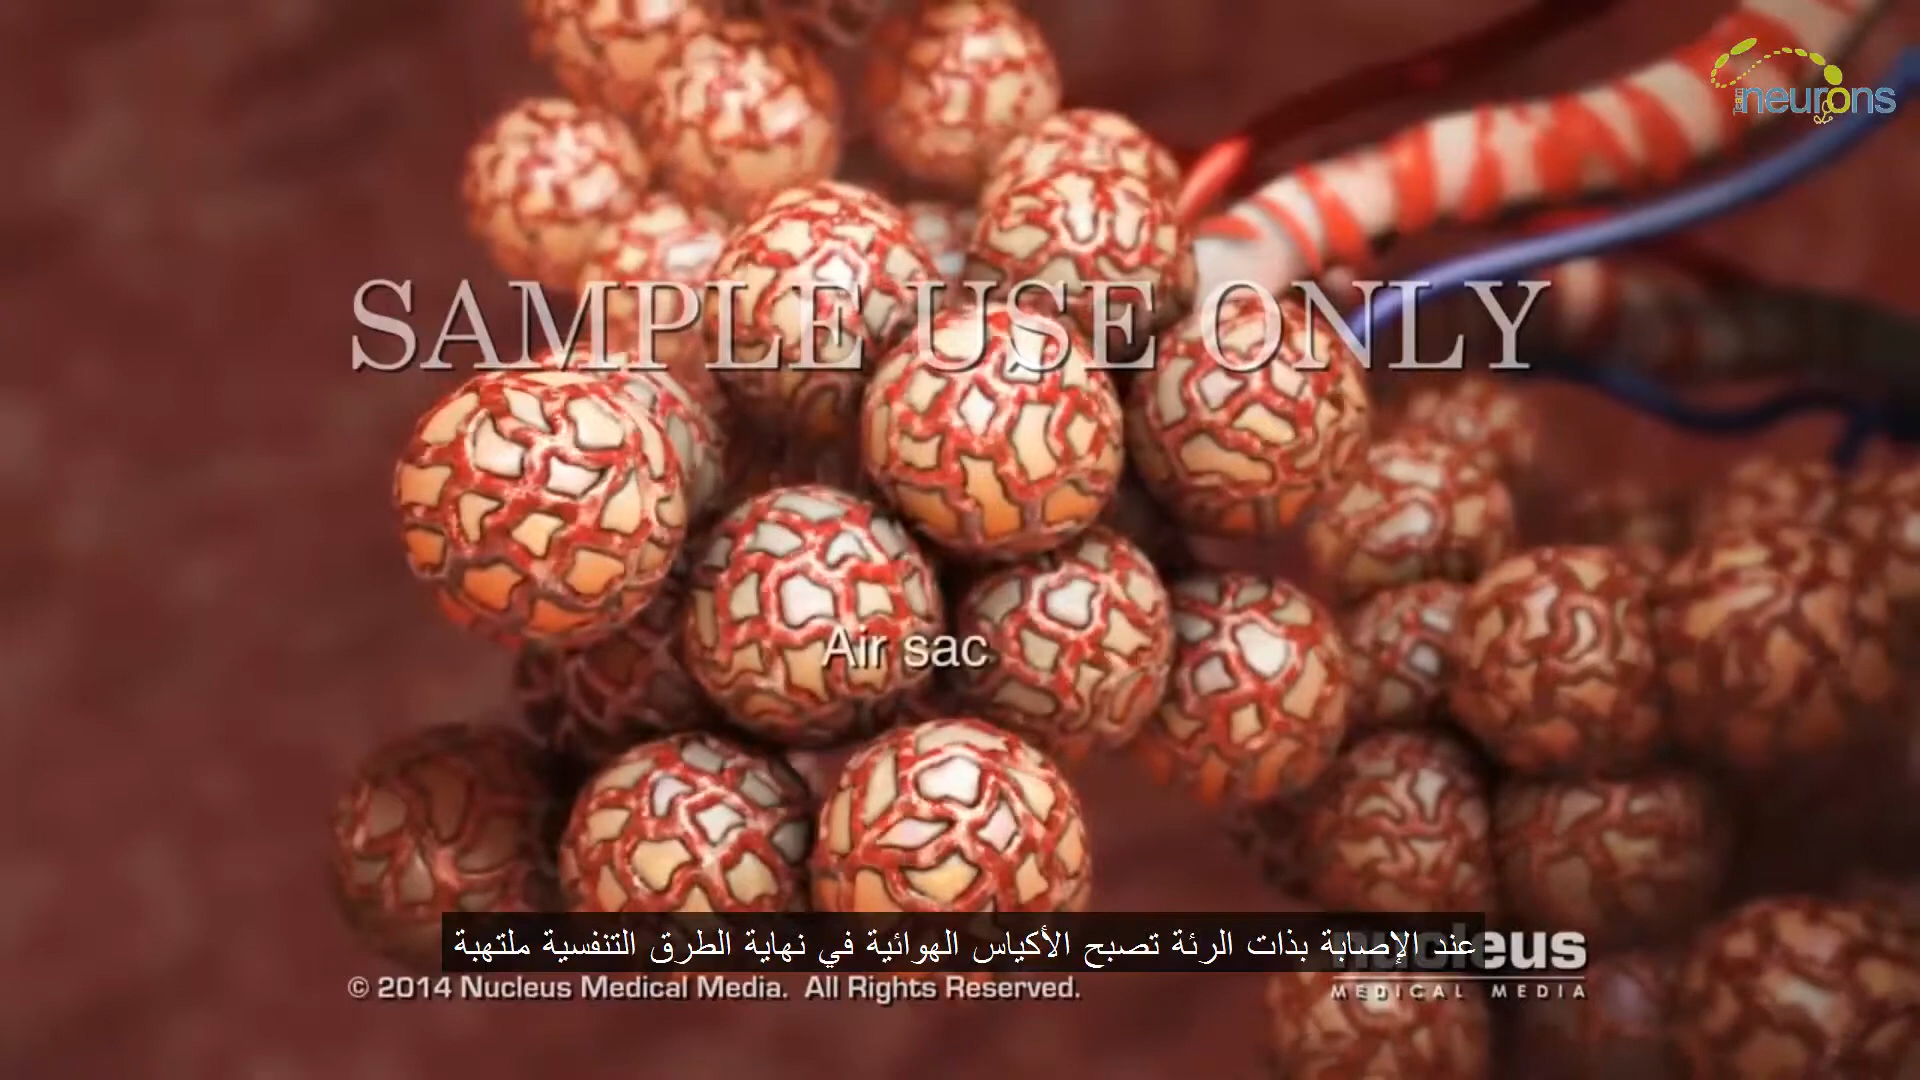 neurons
SAMPLE USE ONLY
Air sac
عند الإصابة بذات الرئة تصبح الأكياس الهوائية في نهاية الطرق التنفسية ملتهبة
nucleus
© 2014 Nucleus Medical Media. All Rights Reserved.
MEDICAL MEDIA